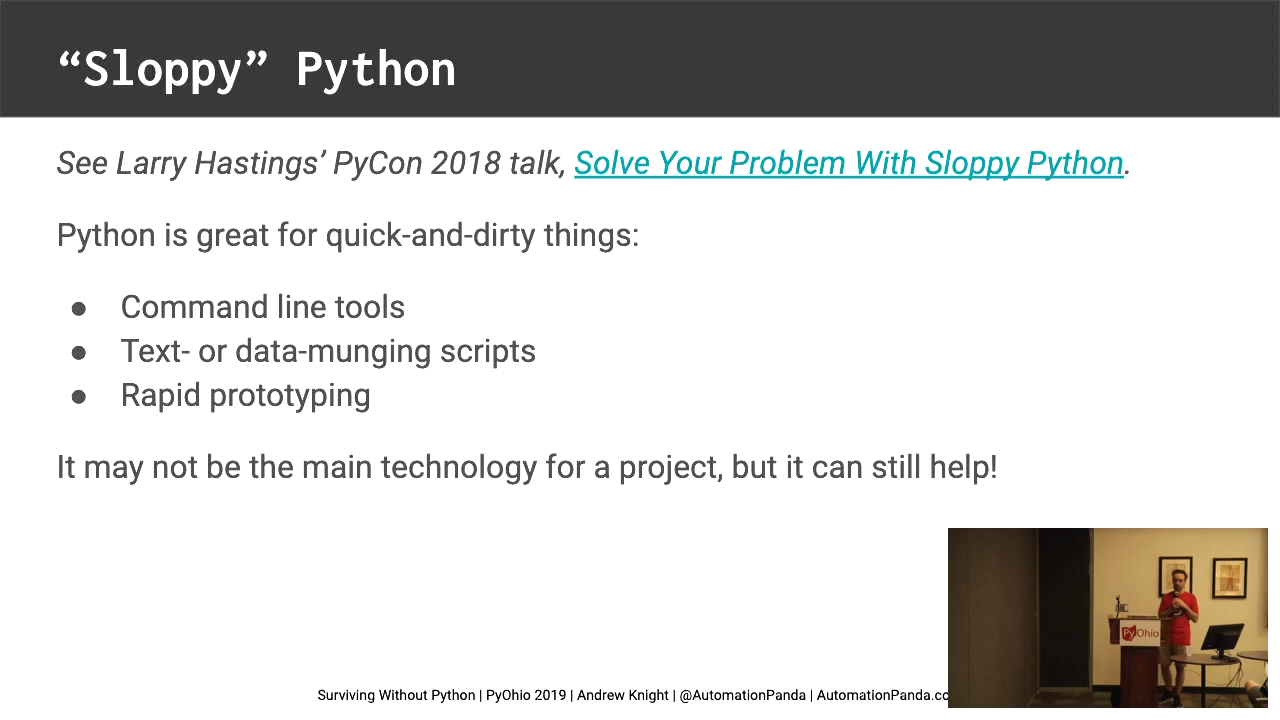 “Sloppy” Python
See Larry Hastings’ PyCon 2018 talk, Solve Your Problem With Sloppy Python.
Python is great for quick-and-dirty things:
● Command line tools
● Text- or data-munging scripts
● Rapid prototyping
It may not be the main technology for a project, but it can still help!
PyOhio
Surviving Without Python | PyOhio 2019 | Andrew Knight | @AutomationPanda | AutomationPanda.co